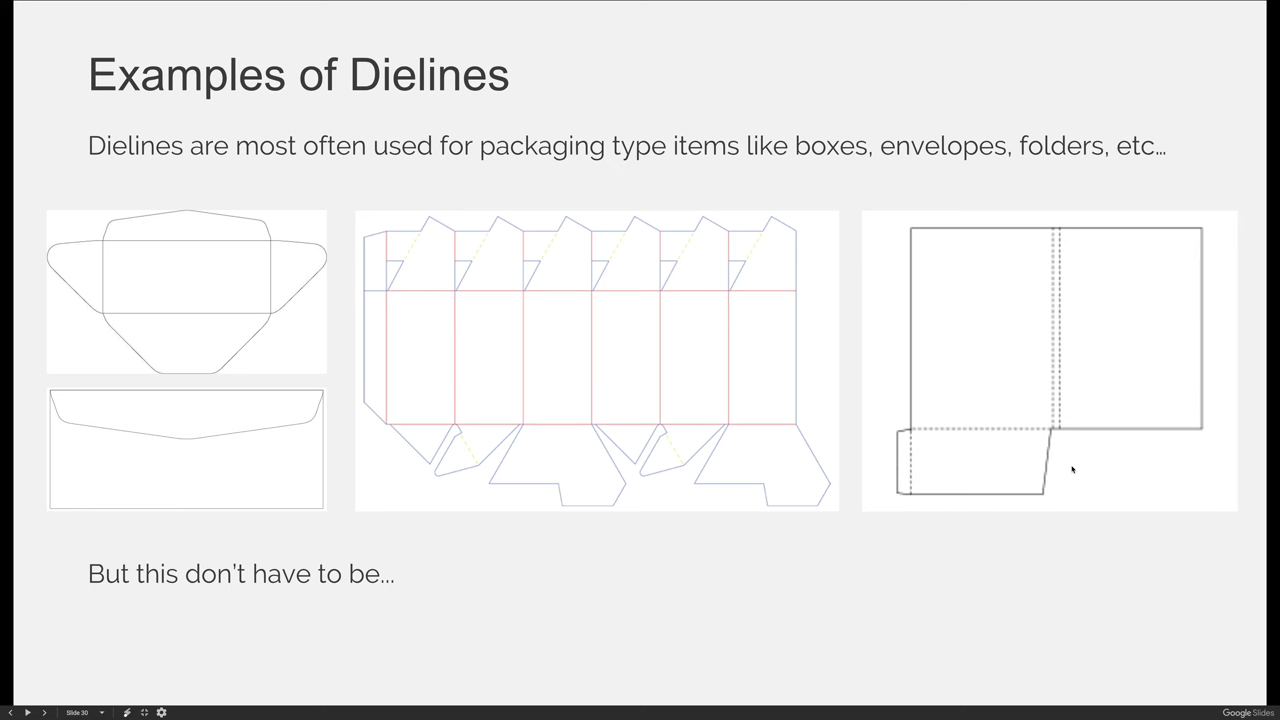 Examples of Dielines
Dielines are most often used for packaging type items like boxes, envelopes, folders, etc…
But this don’t have to be...
Slide 30
Google Slides